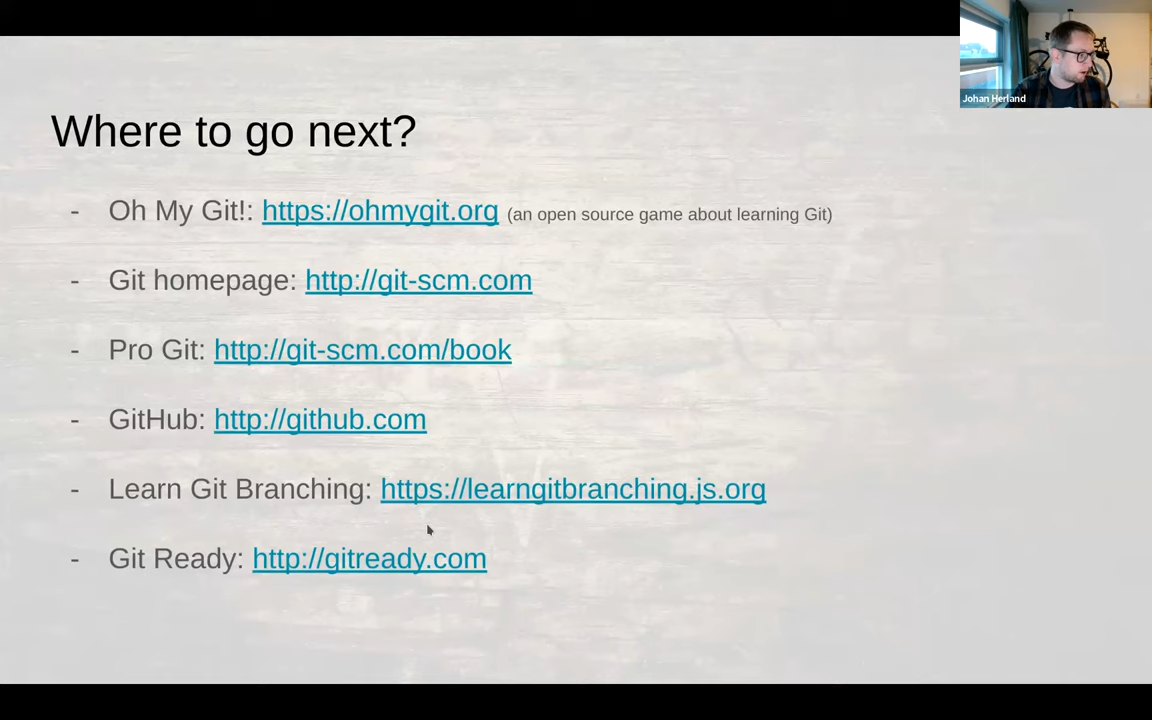 Johan Herland
Where to go next?
- Oh My Git!: https://ohmygit.org (an open source game about learning Git)
- Git homepage: http://git-scm.com
- Pro Git: http://git-scm.com/book
- GitHub: http://github.com
- Learn Git Branching: https://learngitbranching.js.org
- Git Ready: http://gitready.com